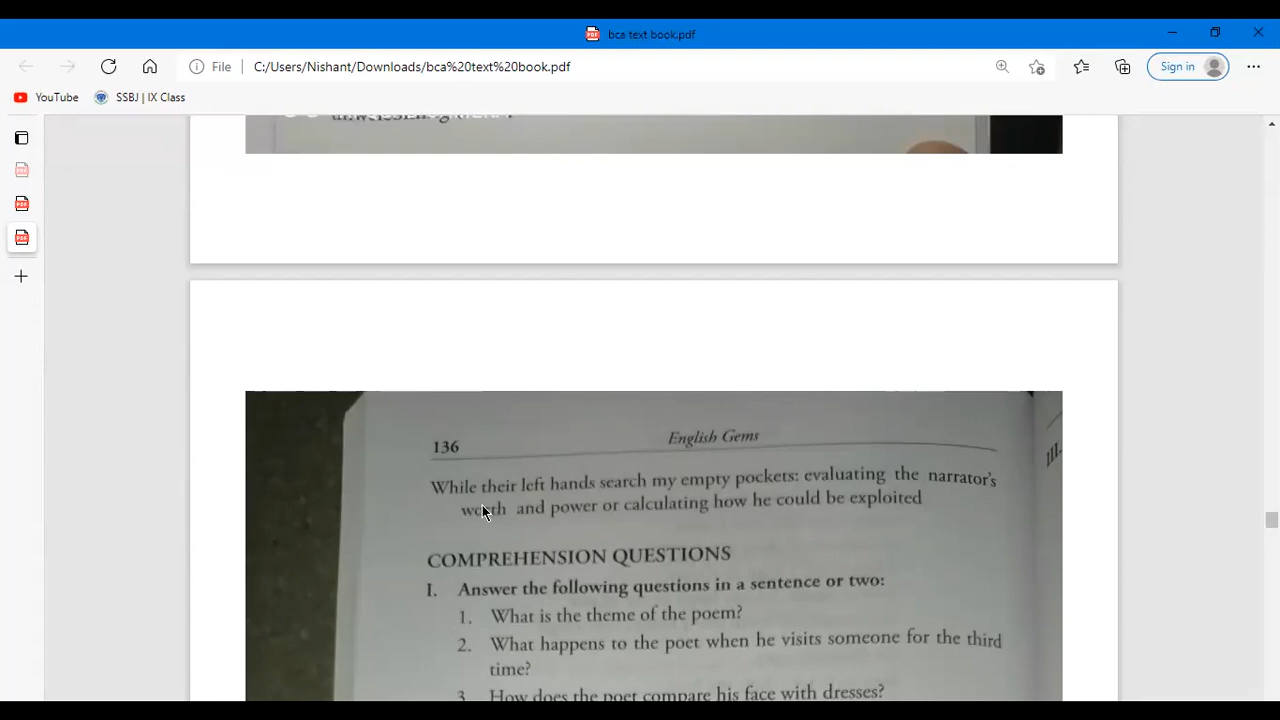 bca text book.pdf
File C:/Users/Nishant/Downloads/bca%20text%20book.pdf
Sign in
YouTube SSBJ | IX Class
136 English Gems
While their left hands search my empty pockets: evaluating the narrator's
worth and power or calculating how he could be exploited
III.
COMPREHENSION QUESTIONS
I. Answer the following questions in a sentence or two:
1. What is the theme of the poem?
2. What happens to the poet when he visits someone for the third
time?
3. How does the poet compare his face with dresses?